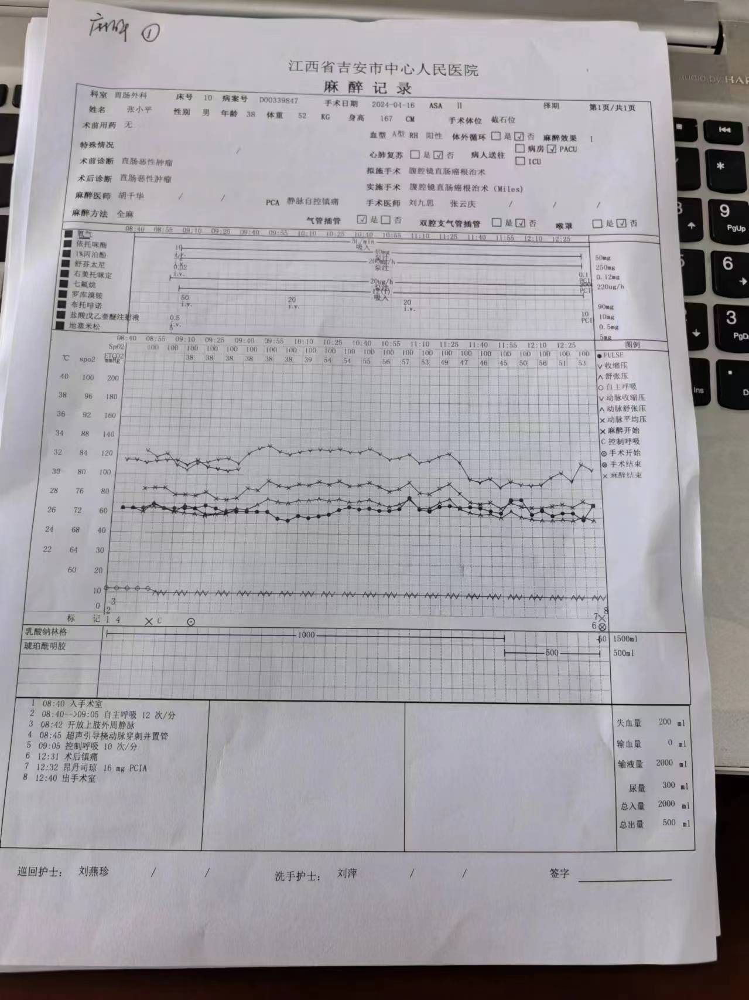 麻醉 ①
江西省吉安市中心人民医院
麻醉记录
科室 胃肠外科 床号 10 病案号 D00339847 手术日期 2024-04-16 ASA II 择期 第1页/共1页
姓名 张小平 性别 男 年龄 38 体重 52 KG 身高 167 CM 手术体位 截石位
术前用药 无 血型 A型 RH 阳性 体外循环 □是 ☑否 麻醉效果 I
特殊情况 / 心肺复苏 □是 ☑否 病人送往 □病房 ☑PACU □ICU
术前诊断 直肠恶性肿瘤 拟施手术 腹腔镜直肠癌根治术
术后诊断 直肠恶性肿瘤 实施手术 腹腔镜直肠癌根治术(Miles)
麻醉医师 胡千华 / / PCA 静脉自控镇痛 手术医师 刘九思 张云庆 / / /
麻醉方法 全麻 气管插管 ☑是 □否 双腔支气管插管 □是 ☑否 喉罩 □是 ☑否
08:40 08:55 09:10 09:25 09:40 09:55 10:10 10:25 10:40 10:55 11:10 11:25 11:40 11:55 12:10 12:25
氧气 5L/min 吸入
依托咪酯 10 i.v. 40mg 泵注 50mg
1%丙泊酚 50 i.v. 200mg/h 泵注 250mg
舒芬太尼 0.02 i.v. 0.1 PCI 0.12mg
右美托咪定 20ug/h 泵注 200 PCI 220ug/h
七氟烷 吸入
罗库溴铵 50 i.v. 20 i.v. 20 i.v. 90mg
布托啡诺 10 PCI 10mg
盐酸戊乙奎醚注射液 0.5 i.v. 0.5mg
地塞米松 5 5mg
08:40 08:55 09:10 09:25 09:40 09:55 10:10 10:25 10:40 10:55 11:10 11:25 11:40 11:55 12:10 12:25 图例
SpO2 100 100 100 100 100 100 100 100 100 100 100 100 100 100 100 100 100 100 100 100 100 100 100
ETCO2 38 38 38 38 38 38 39 54 54 55 56 57 53 49 47 46 45 50 56 51 53
℃ spo2 mmHg
40 100 200
38 96 180
36 92 160
34 88 140
32 84 120
30 80 100
28 76 80
26 72 60
24 68 40
22 64 30
60 20
10
0
● PULSE
∨ 收缩压
∧ 舒张压
○ 自主呼吸
∨ 动脉收缩压
∧ 动脉舒张压
× 动脉平均压
× 麻醉开始
C 控制呼吸
⊙ 手术开始
⊗ 手术结束
× 麻醉结束
3
2 8
标 记 1 4 × C ⊙ 7×
6⊗
乳酸钠林格 1000 50 1500ml
琥珀酰明胶 500 500ml
1 08:40 入手术室
2 08:40-->09:05 自主呼吸 12 次/分
3 08:42 开放上肢外周静脉
4 08:45 超声引导桡动脉穿刺并置管
5 09:05 控制呼吸 10 次/分
6 12:31 术后镇痛
7 12:32 昂丹司琼 16 mg PCIA
8 12:40 出手术室
失血量 200 ml
输血量 0 ml
输液量 2000 ml
尿量 300 ml
总入量 2000 ml
总出量 500 ml
巡回护士: 刘燕珍 / / 洗手护士: 刘萍 / / 签字